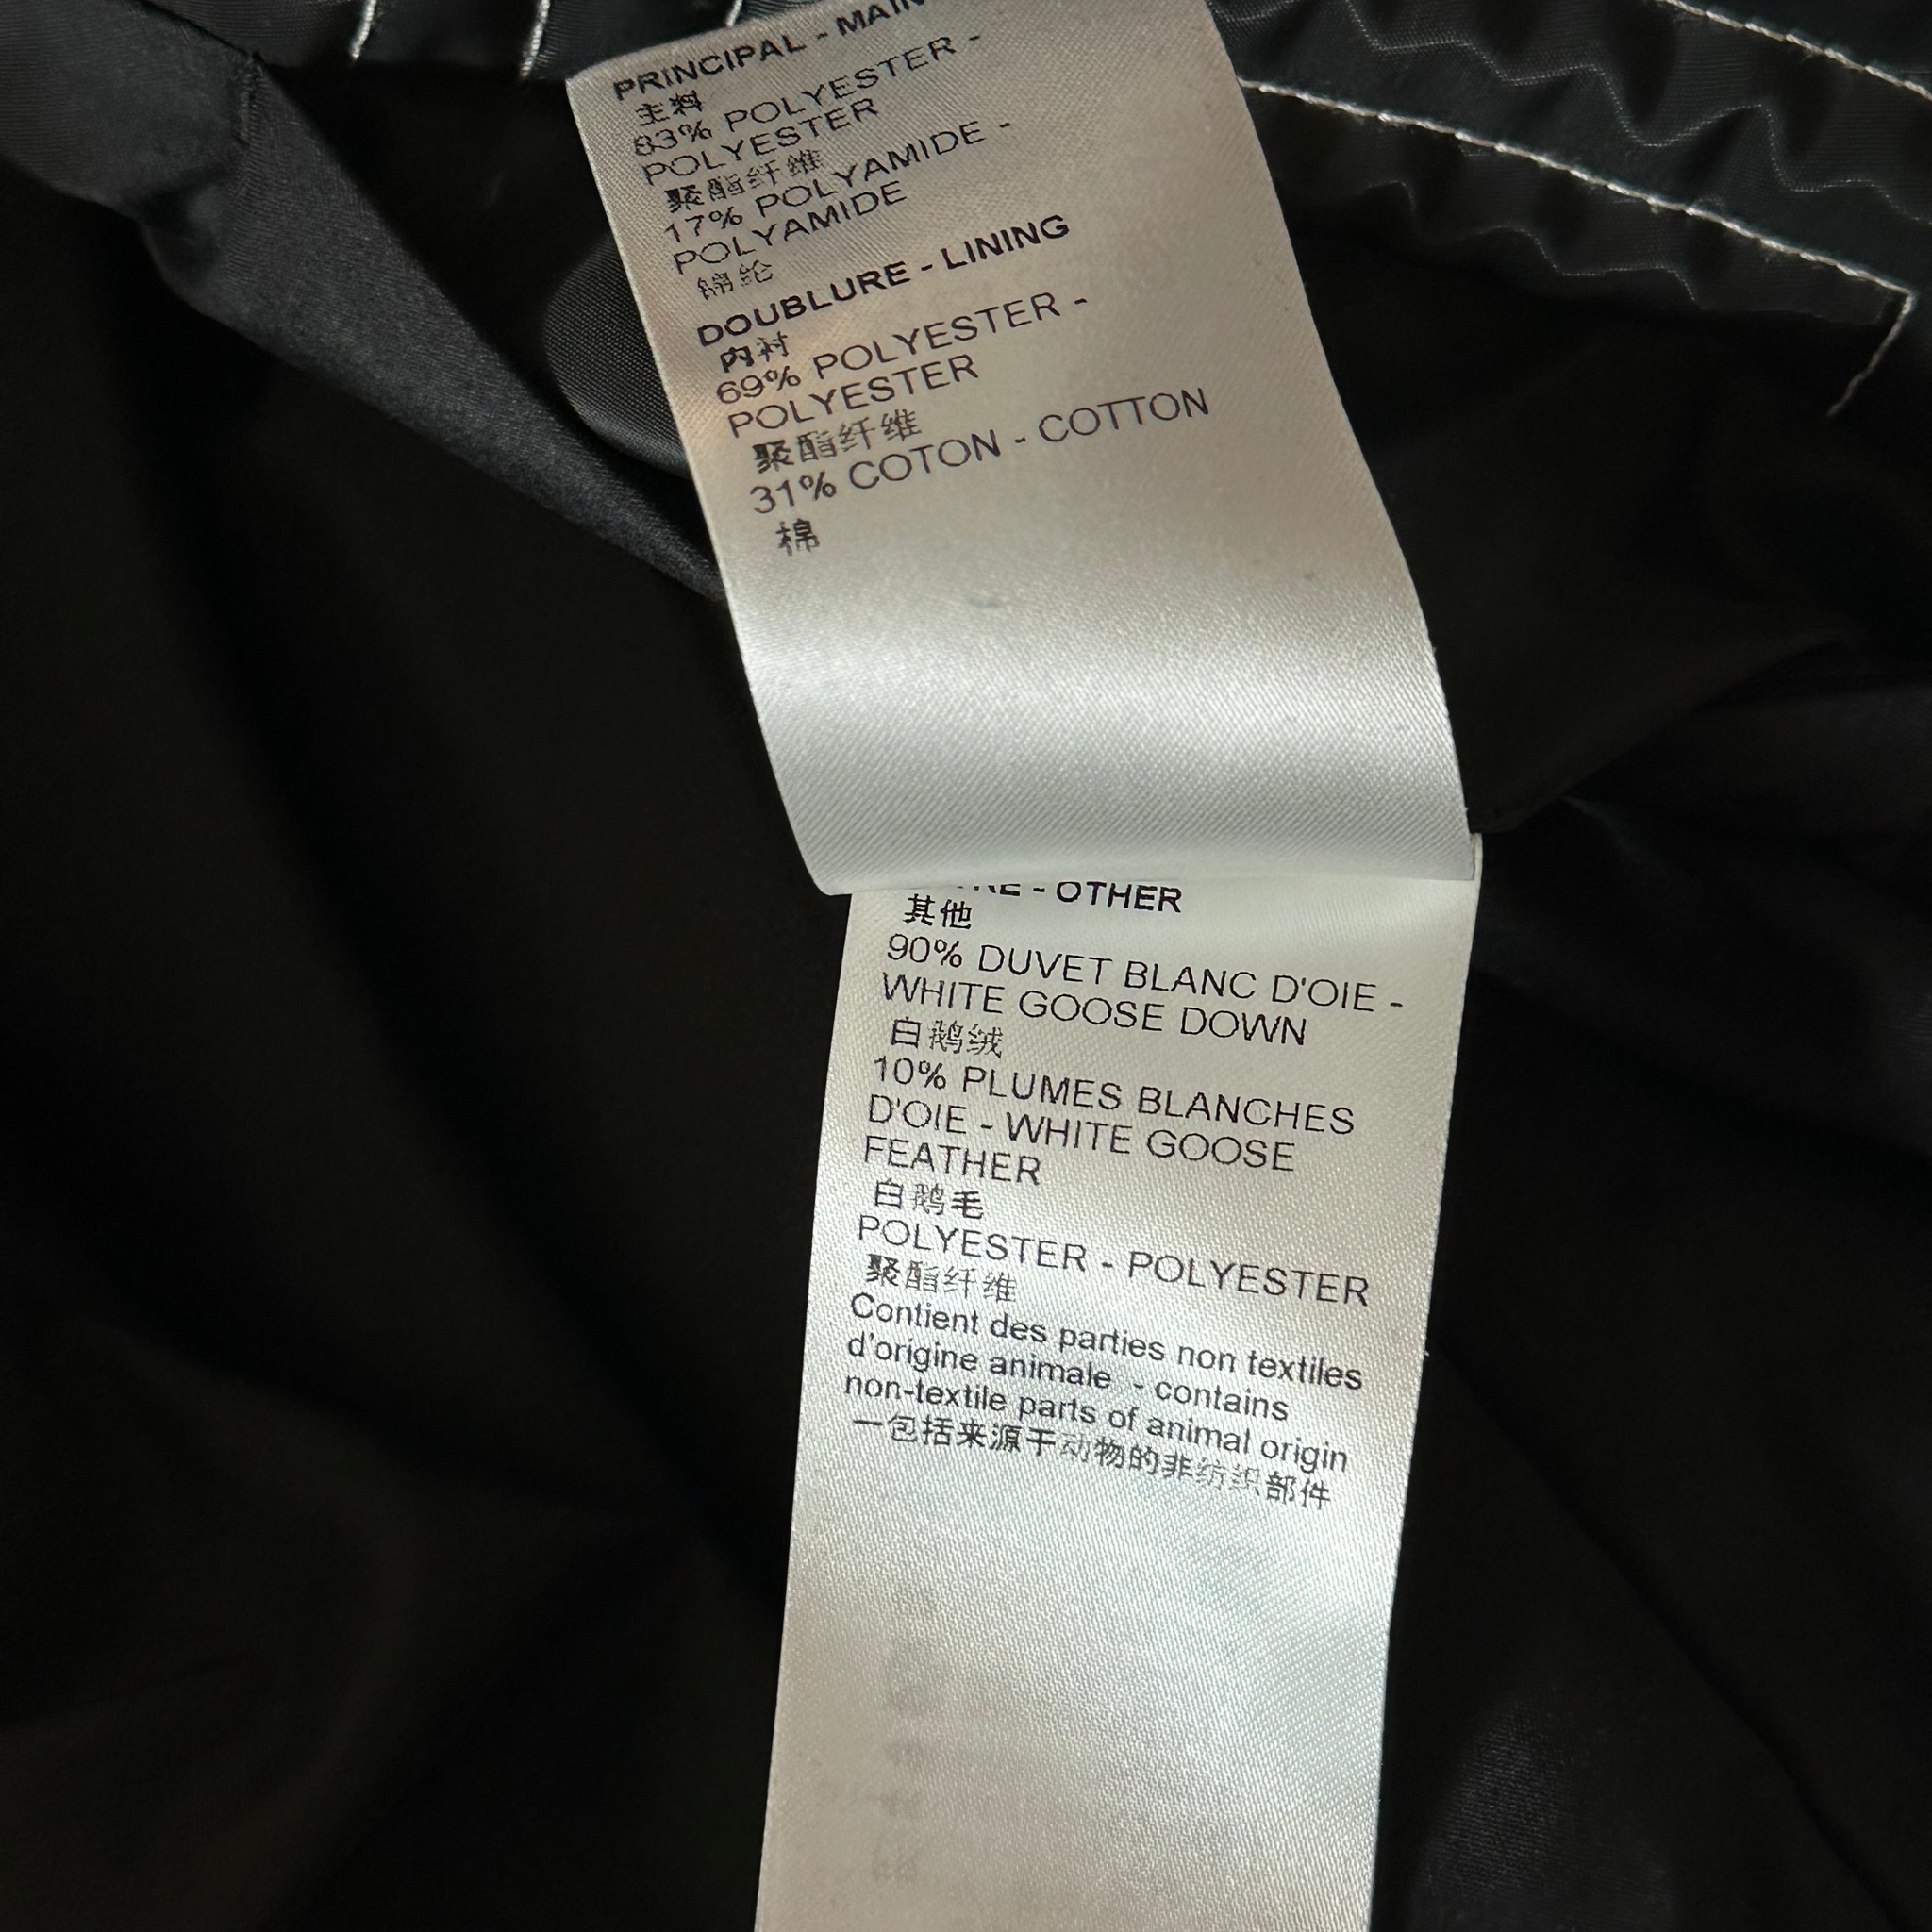 PRINCIPAL - MAIN
主料
83% POLYESTER -
POLYESTER
聚酯纤维
17% POLYAMIDE -
POLYAMIDE
锦纶
DOUBLURE - LINING
内衬
69% POLYESTER -
POLYESTER
聚酯纤维
31% COTON - COTTON
棉
- OTHER
其他
90% DUVET BLANC D'OIE -
WHITE GOOSE DOWN
白鹅绒
10% PLUMES BLANCHES
D'OIE - WHITE GOOSE
FEATHER
白鹅毛
POLYESTER - POLYESTER
聚酯纤维
Contient des parties non textiles
d'origine animale - contains
non-textile parts of animal origin
一包括来源于动物的非纺织部件